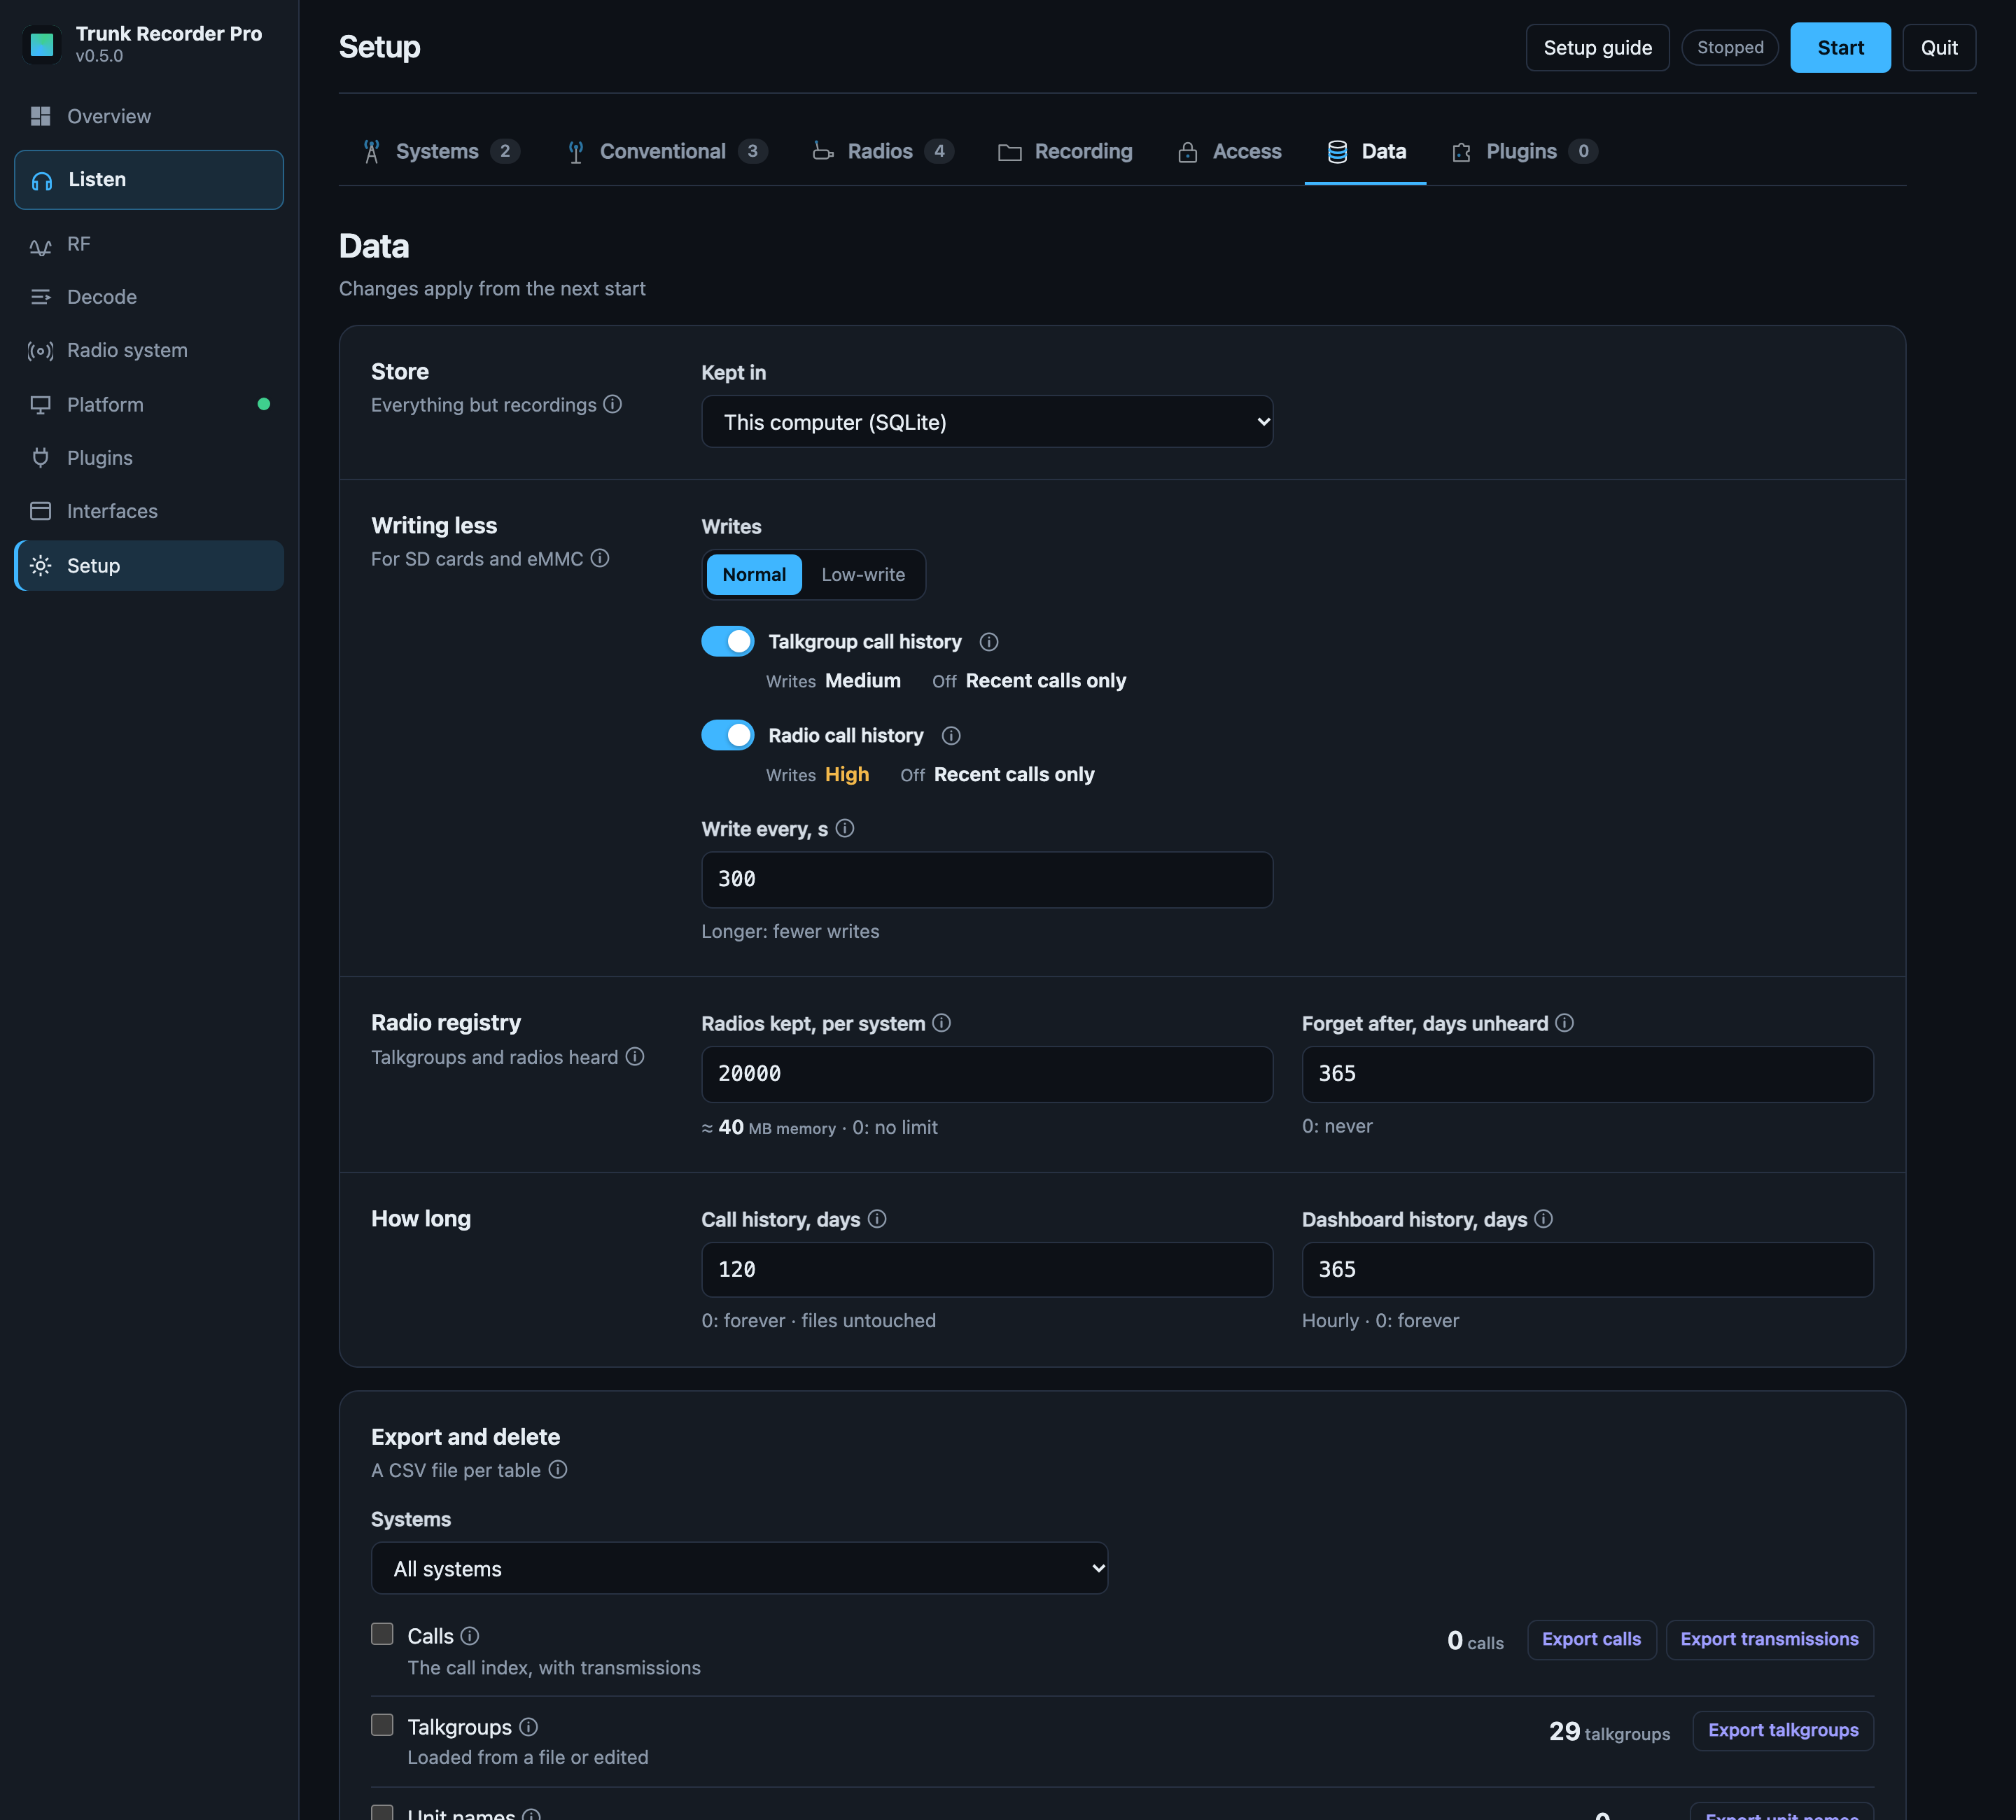 Trunk Recorder Pro
v0.5.0
Overview
Listen
RF
Decode
Radio system
Platform
Plugins
Interfaces
Setup
Setup
Setup guide
Stopped
Start
Quit
Systems 2
Conventional 3
Radios 4
Recording
Access
Data
Plugins 0
Data
Changes apply from the next start
Store
Everything but recordings
Kept in
This computer (SQLite)
Writing less
For SD cards and eMMC
Writes
Normal Low-write
Talkgroup call history
Writes Medium Off Recent calls only
Radio call history
Writes High Off Recent calls only
Write every, s
300
Longer: fewer writes
Radio registry
Talkgroups and radios heard
Radios kept, per system
20000
≈ 40 MB memory · 0: no limit
Forget after, days unheard
365
0: never
How long
Call history, days
120
0: forever · files untouched
Dashboard history, days
365
Hourly · 0: forever
Export and delete
A CSV file per table
Systems
All systems
Calls
The call index, with transmissions
0 calls
Export calls
Export transmissions
Talkgroups
Loaded from a file or edited
29 talkgroups
Export talkgroups
Unit names
0
Export unit names